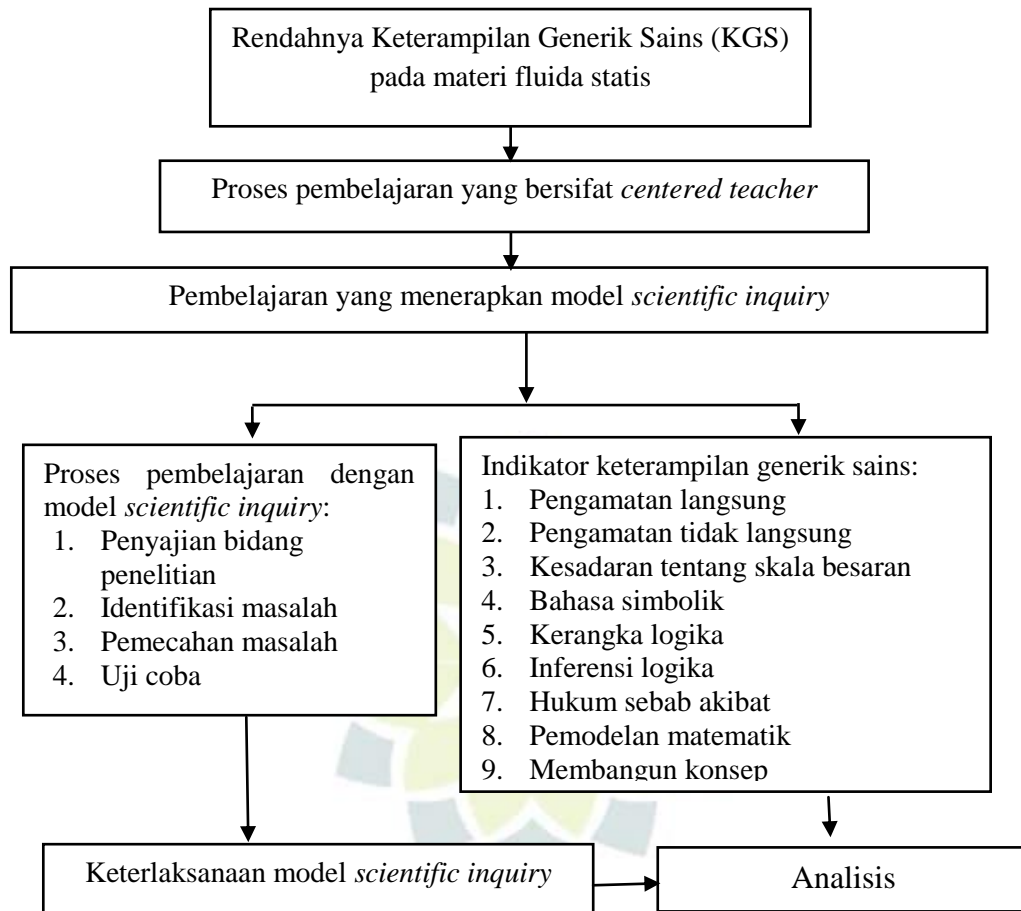 Rendahnya Keterampilan Generik Sains (KGS)
pada materi fluida statis
Proses pembelajaran yang bersifat centered teacher
Pembelajaran yang menerapkan model scientific inquiry
Proses pembelajaran dengan
model scientific inquiry:
1. Penyajian bidang
penelitian
2. Identifikasi masalah
3. Pemecahan masalah
4. Uji coba
Indikator keterampilan generik sains:
1. Pengamatan langsung
2. Pengamatan tidak langsung
3. Kesadaran tentang skala besaran
4. Bahasa simbolik
5. Kerangka logika
6. Inferensi logika
7. Hukum sebab akibat
8. Pemodelan matematik
9. Membangun konsep
Keterlaksanaan model scientific inquiry
Analisis